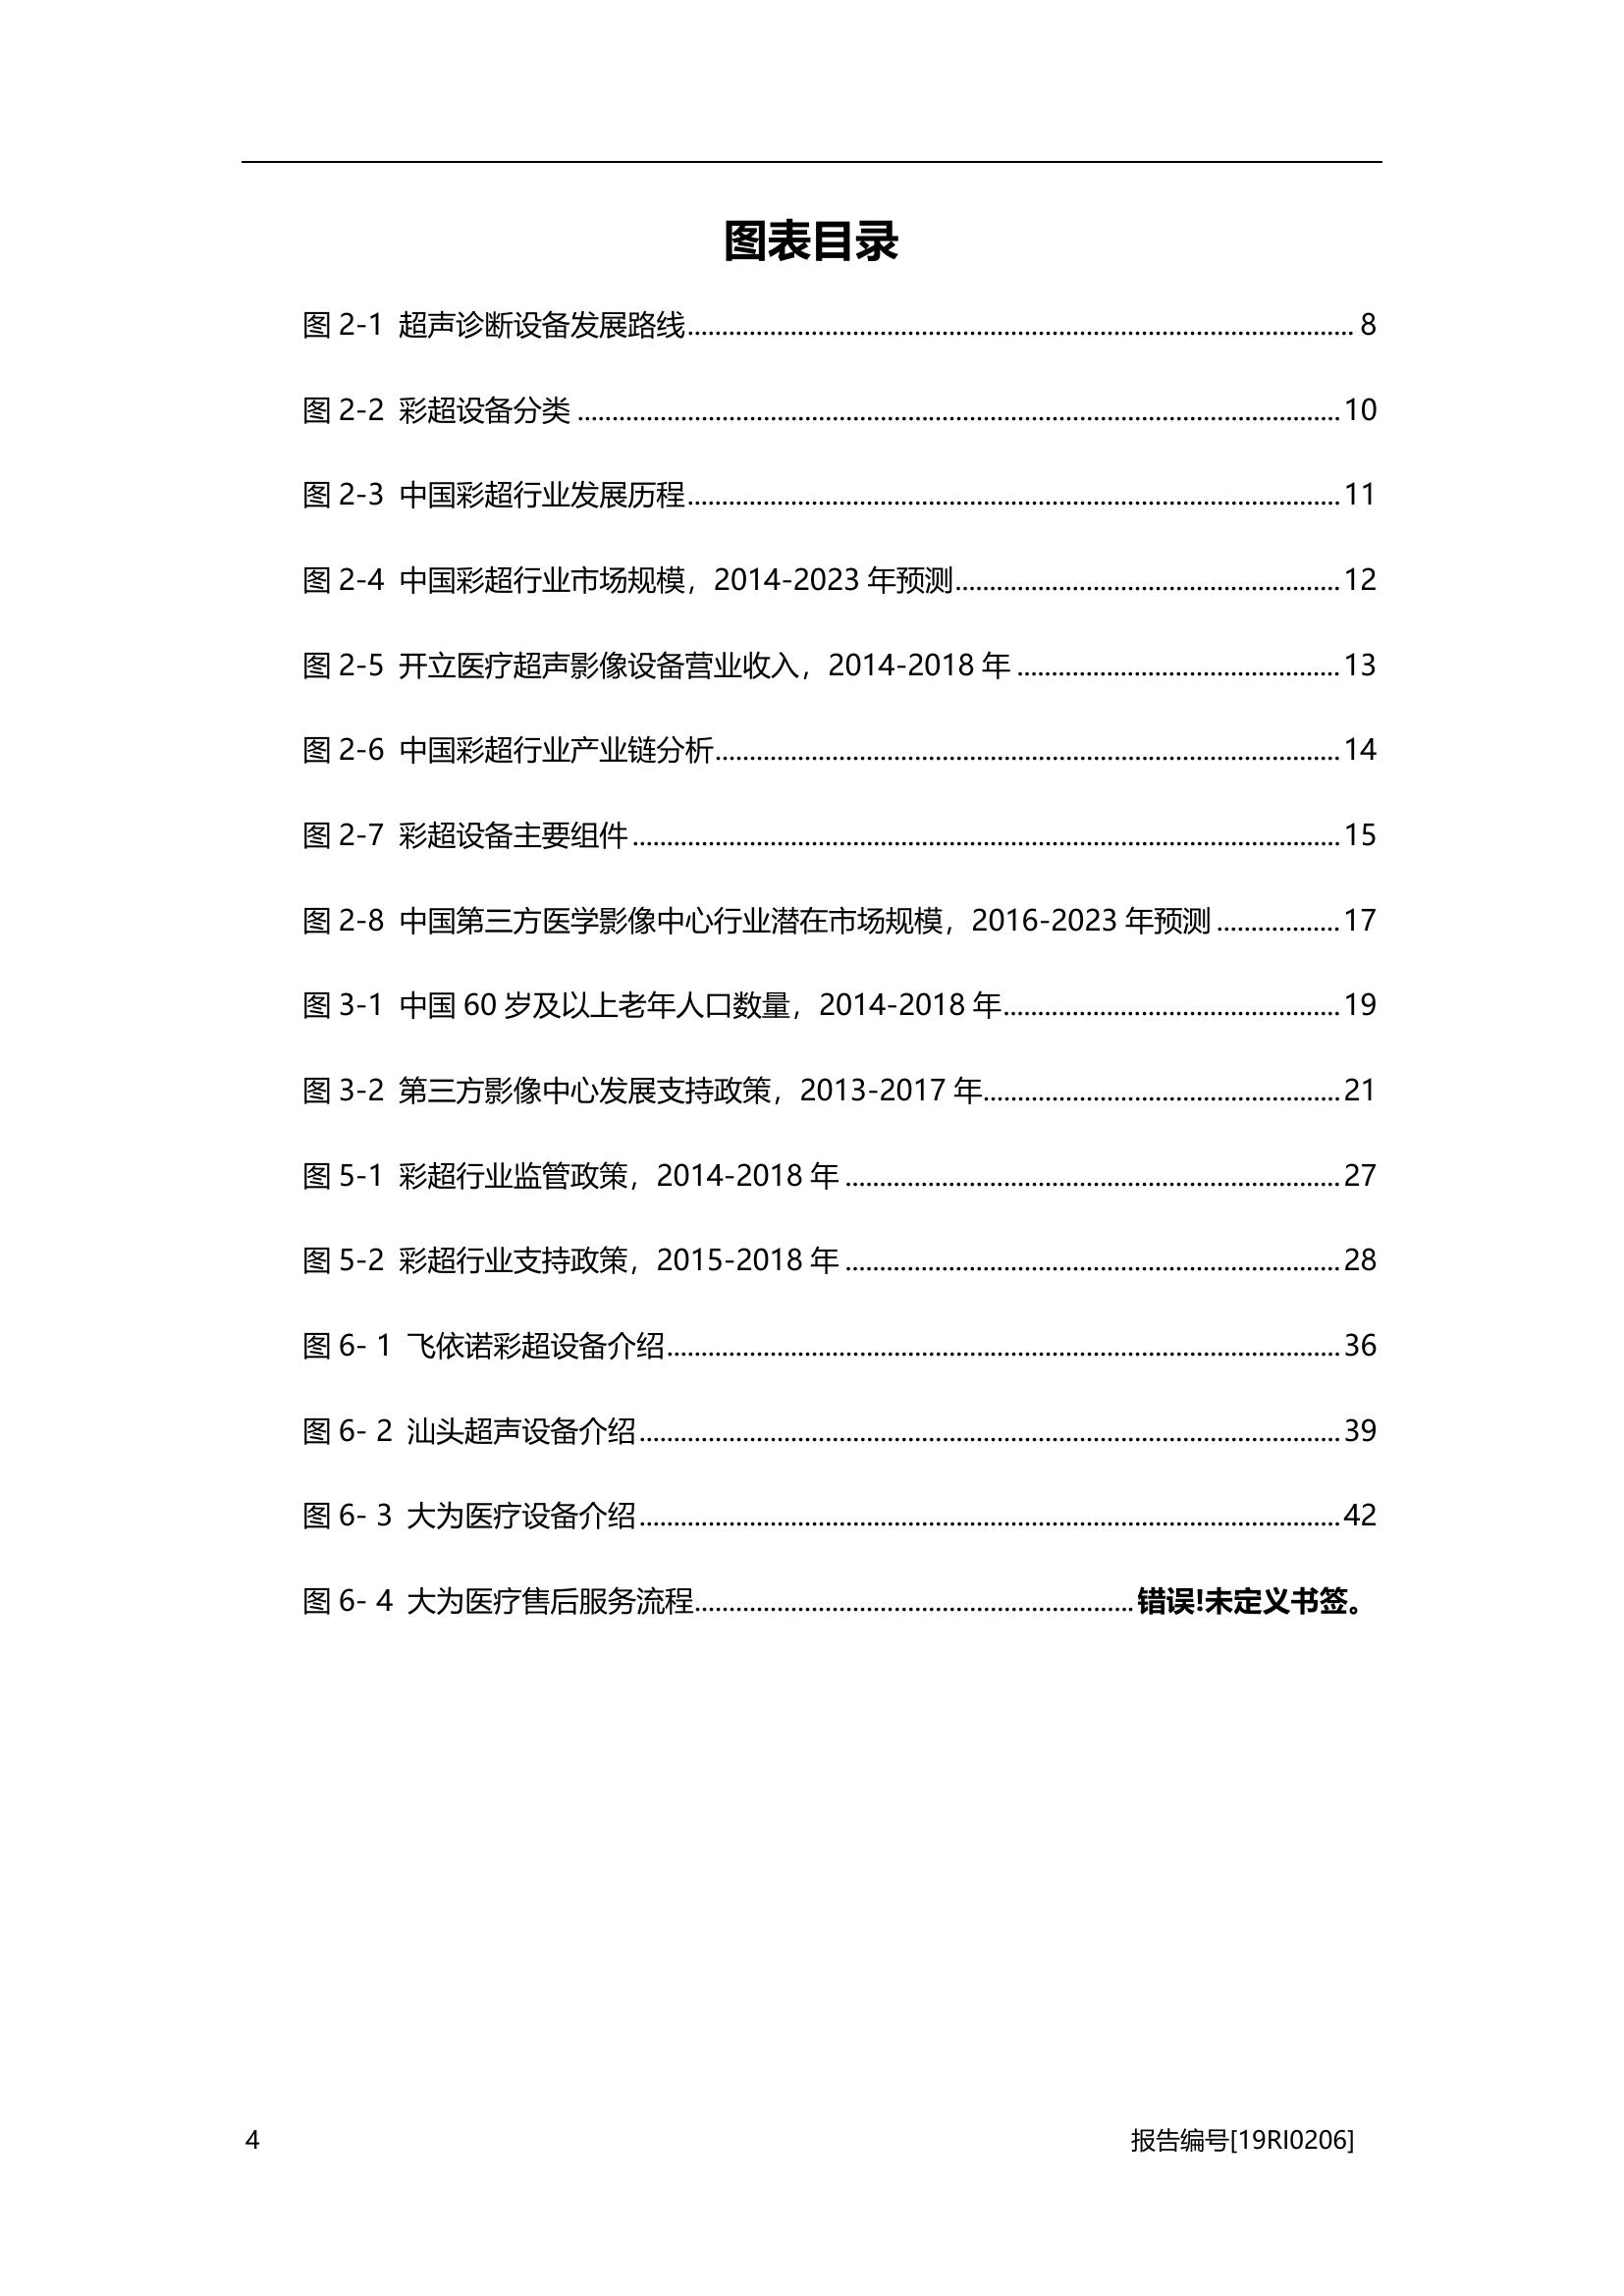 图表目录
图 2-1 超声诊断设备发展路线........................................ 8
图 2-2 彩超设备分类........................................ 10
图 2-3 中国彩超行业发展历程........................................ 11
图 2-4 中国彩超行业市场规模，2014-2023 年预测........................................ 12
图 2-5 开立医疗超声影像设备营业收入，2014-2018 年........................................ 13
图 2-6 中国彩超行业产业链分析........................................ 14
图 2-7 彩超设备主要组件........................................ 15
图 2-8 中国第三方医学影像中心行业潜在市场规模，2016-2023 年预测.................. 17
图 3-1 中国 60 岁及以上老年人口数量，2014-2018 年........................................ 19
图 3-2 第三方影像中心发展支持政策，2013-2017 年........................................ 21
图 5-1 彩超行业监管政策，2014-2018 年........................................ 27
图 5-2 彩超行业支持政策，2015-2018 年........................................ 28
图 6- 1 飞依诺彩超设备介绍........................................ 36
图 6- 2 汕头超声设备介绍........................................ 39
图 6- 3 大为医疗设备介绍........................................ 42
图 6- 4 大为医疗售后服务流程........................................ 错误!未定义书签。
4 报告编号[19RI0206]